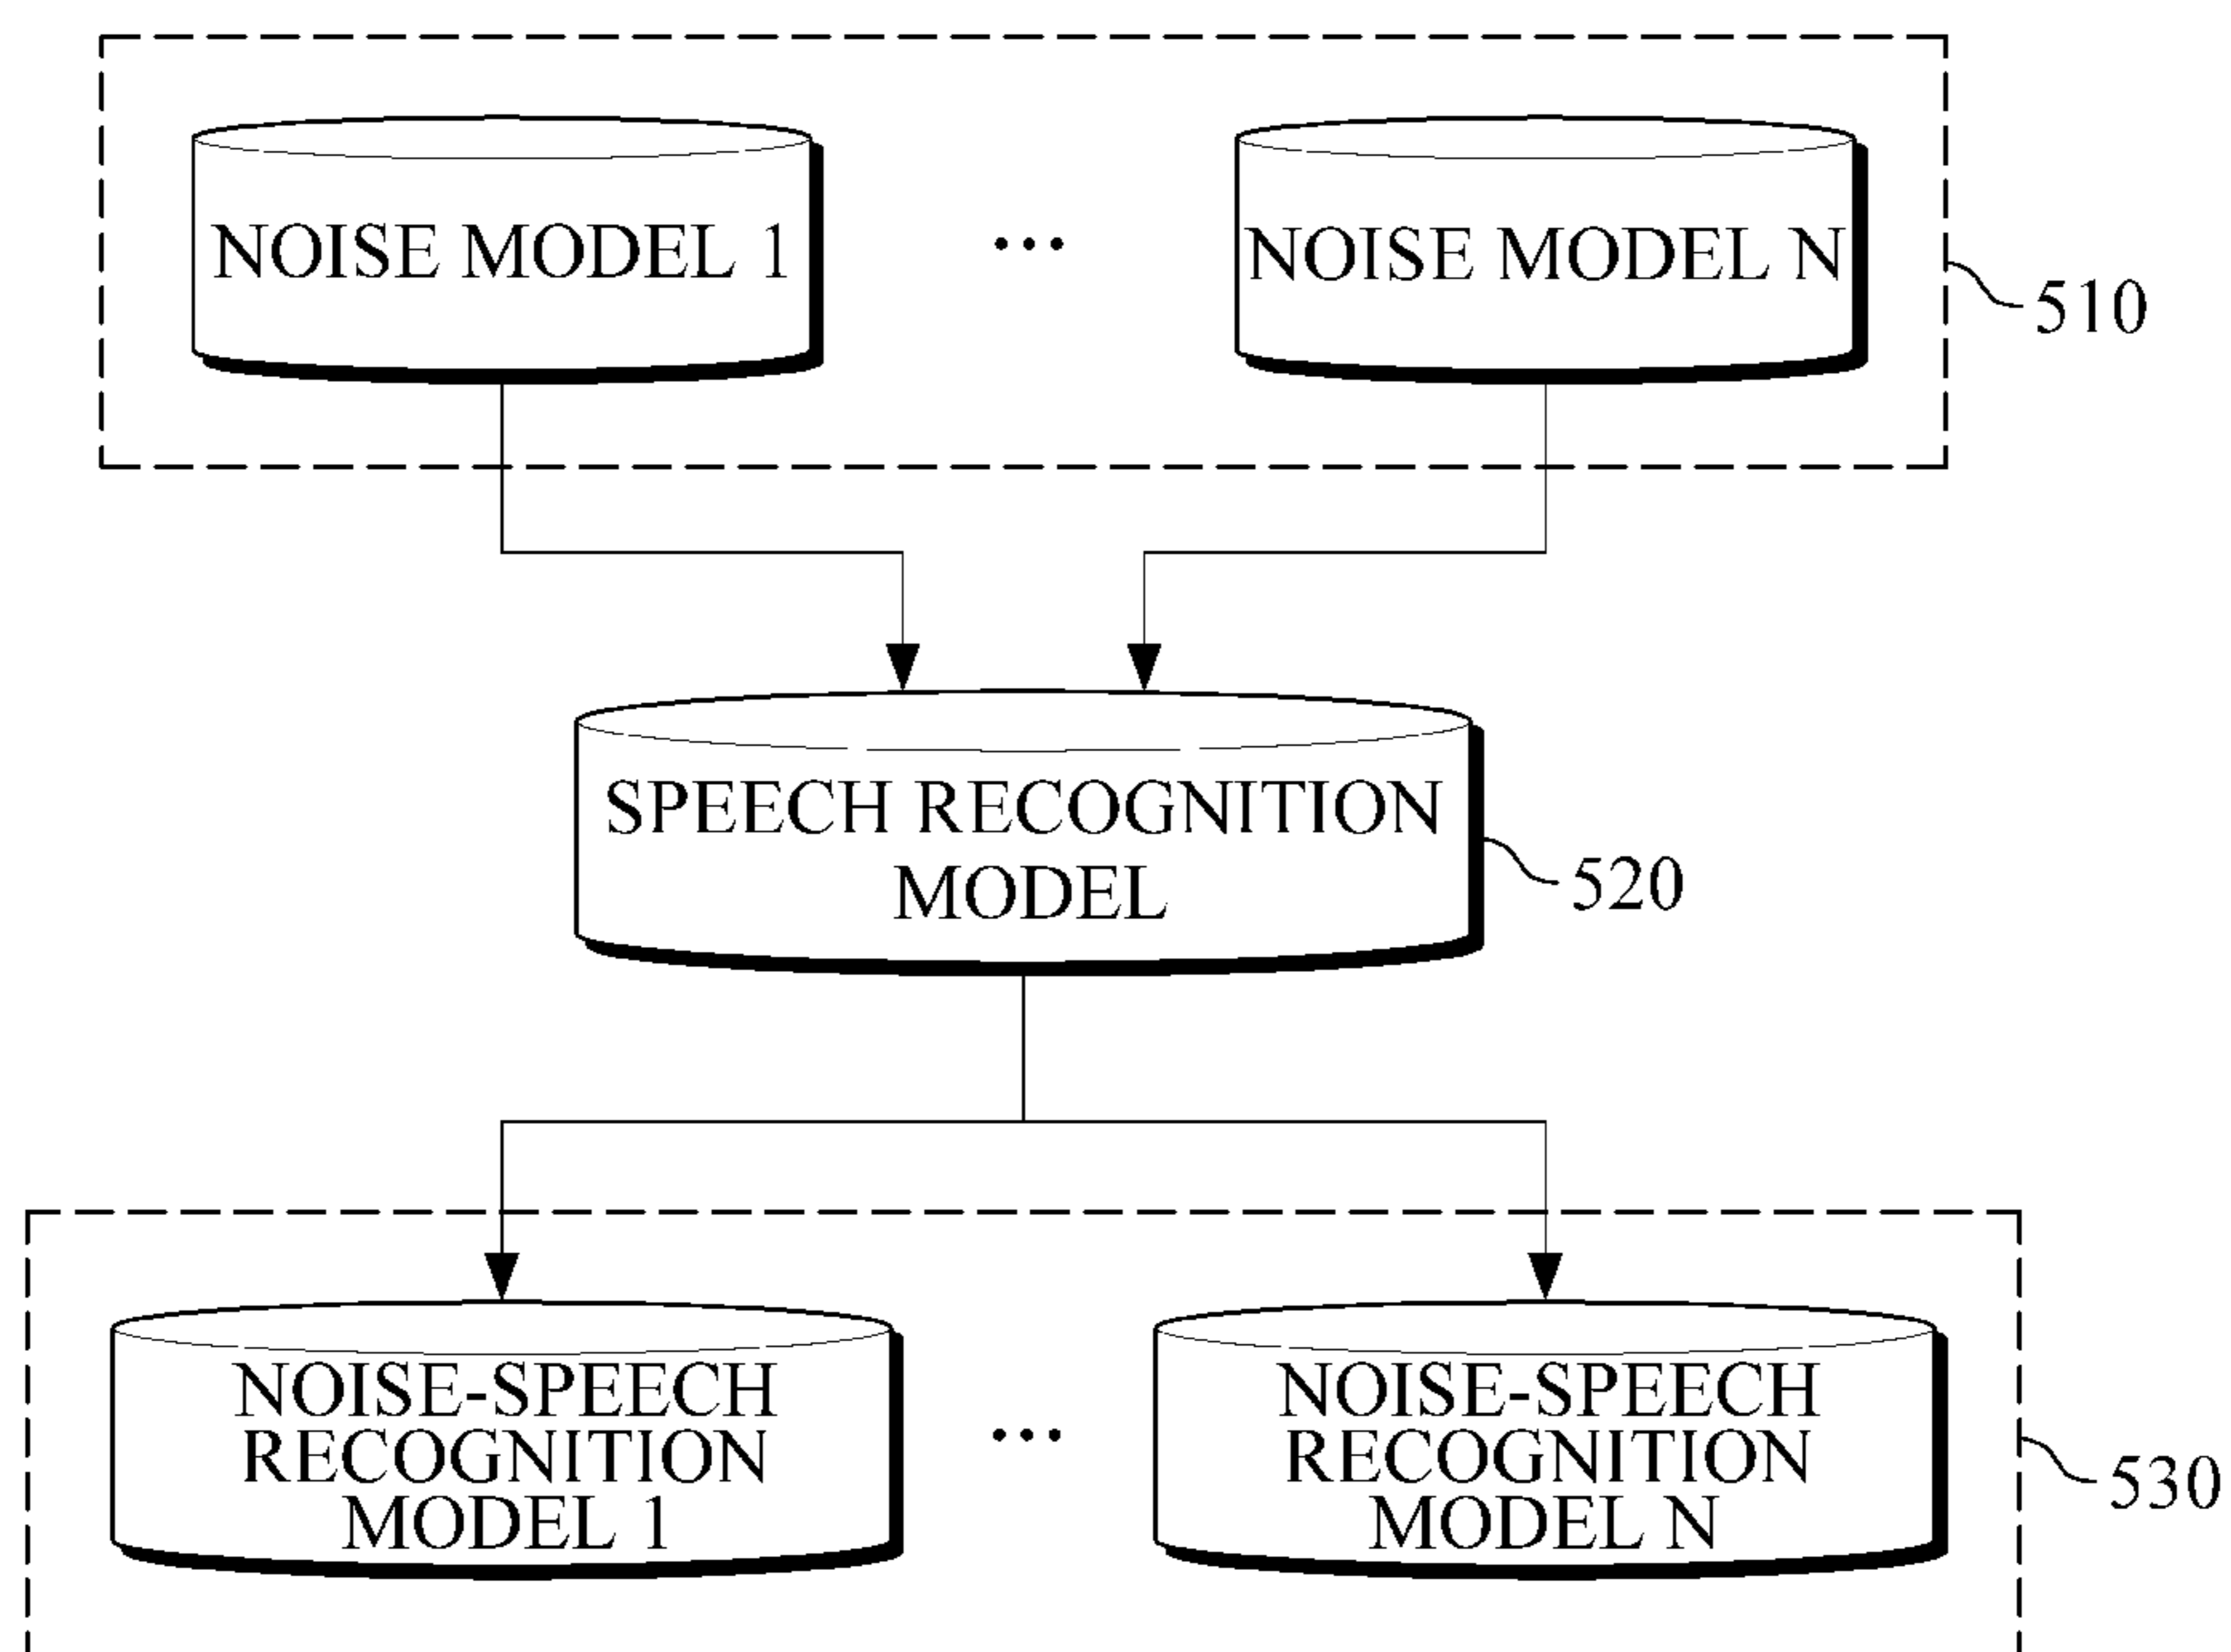 NOISE MODEL 1
...
NOISE MODEL N
510
SPEECH RECOGNITION
MODEL
520
NOISE-SPEECH
RECOGNITION
MODEL 1
...
NOISE-SPEECH
RECOGNITION
MODEL N
530